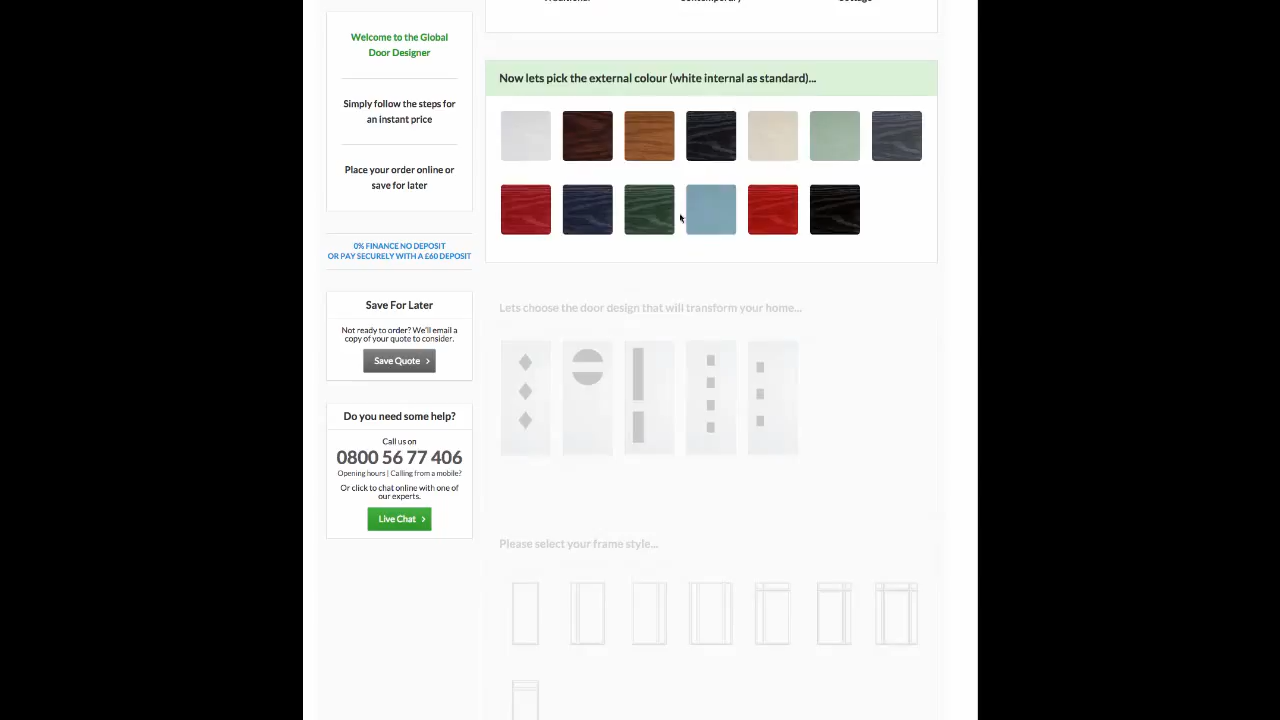 Traditional
Contemporary
Cottage
Welcome to the Global
Door Designer
Simply follow the steps for
an instant price
Place your order online or
save for later
0% FINANCE NO DEPOSIT
OR PAY SECURELY WITH A £60 DEPOSIT
Save For Later
Not ready to order? We'll email a
copy of your quote to consider.
Save Quote
Do you need some help?
Call us on
0800 56 77 406
Opening hours | Calling from a mobile?
Or click to chat online with one of
our experts.
Live Chat
Now lets pick the external colour (white internal as standard)...
Lets choose the door design that will transform your home...
Please select your frame style...